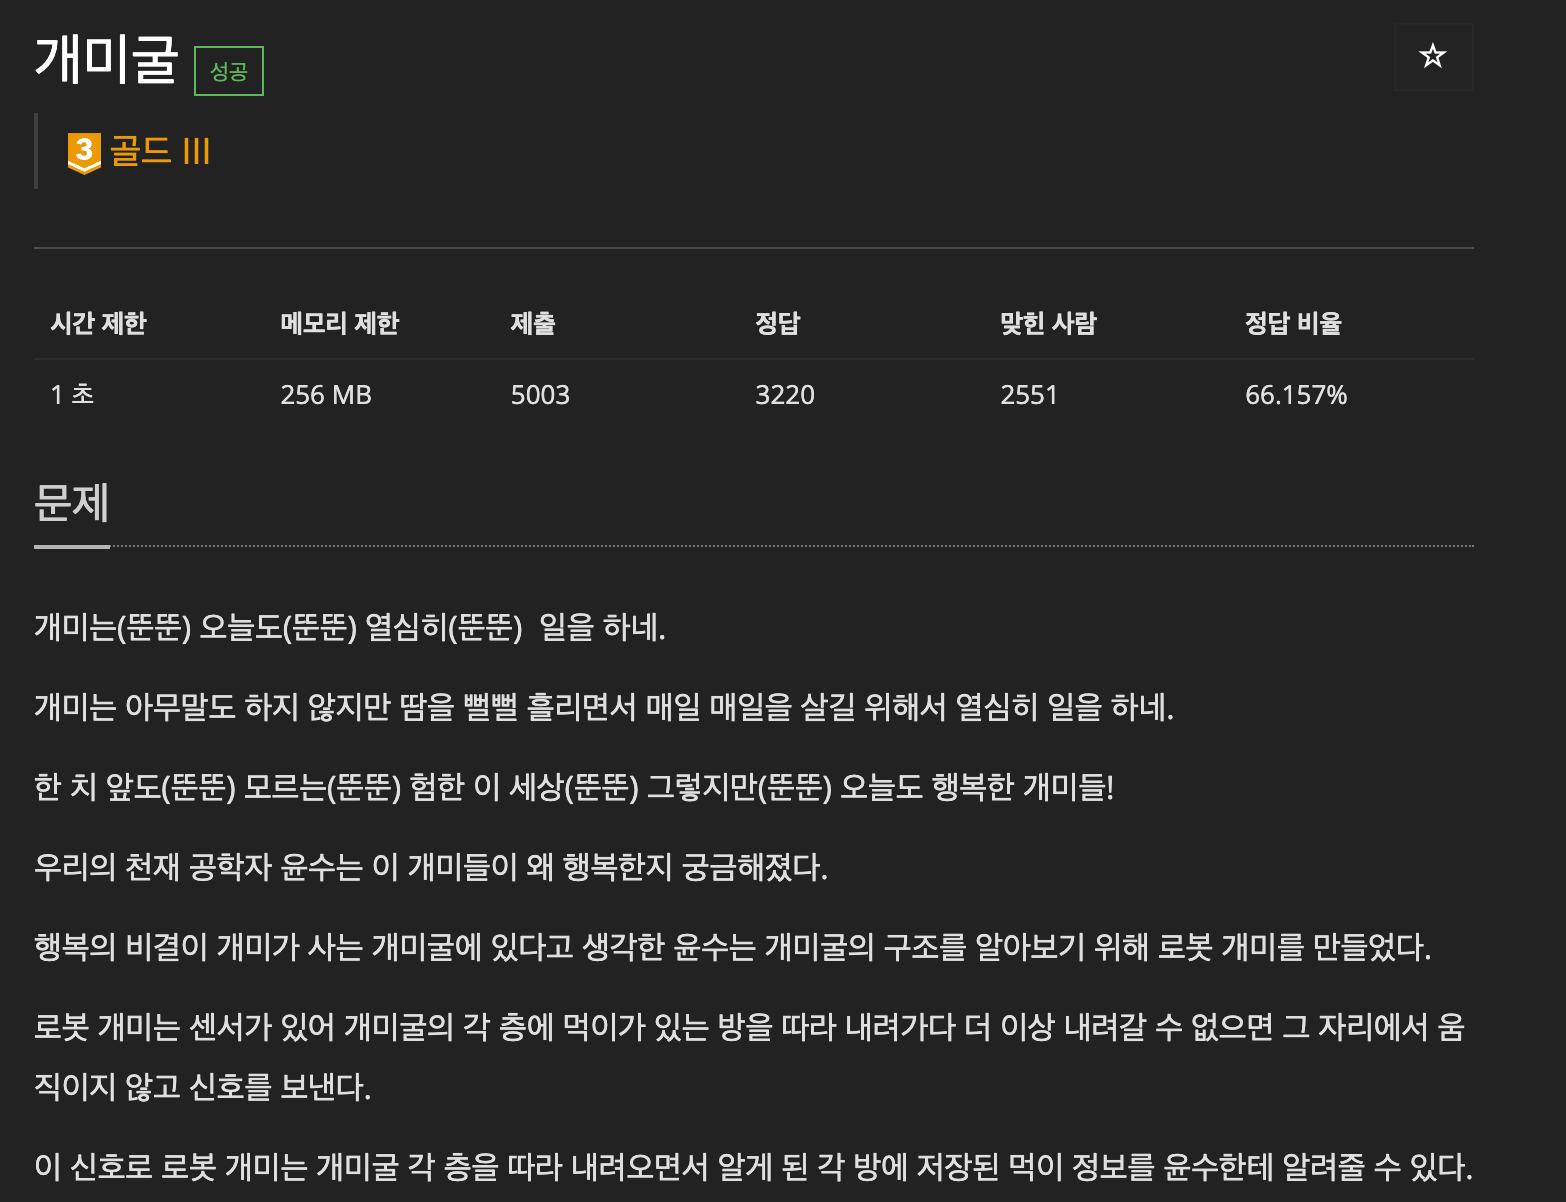 개미굴 성공
☆
3 골드 III
시간 제한 메모리 제한 제출 정답 맞힌 사람 정답 비율
1 초 256 MB 5003 3220 2551 66.157%
문제
개미는(뚠뚠) 오늘도(뚠뚠) 열심히(뚠뚠)  일을 하네.
개미는 아무말도 하지 않지만 땀을 뻘뻘 흘리면서 매일 매일을 살길 위해서 열심히 일을 하네.
한 치 앞도(뚠뚠) 모르는(뚠뚠) 험한 이 세상(뚠뚠) 그렇지만(뚠뚠) 오늘도 행복한 개미들!
우리의 천재 공학자 윤수는 이 개미들이 왜 행복한지 궁금해졌다.
행복의 비결이 개미가 사는 개미굴에 있다고 생각한 윤수는 개미굴의 구조를 알아보기 위해 로봇 개미를 만들었다.
로봇 개미는 센서가 있어 개미굴의 각 층에 먹이가 있는 방을 따라 내려가다 더 이상 내려갈 수 없으면 그 자리에서 움
직이지 않고 신호를 보낸다.
이 신호로 로봇 개미는 개미굴 각 층을 따라 내려오면서 알게 된 각 방에 저장된 먹이 정보를 윤수한테 알려줄 수 있다.